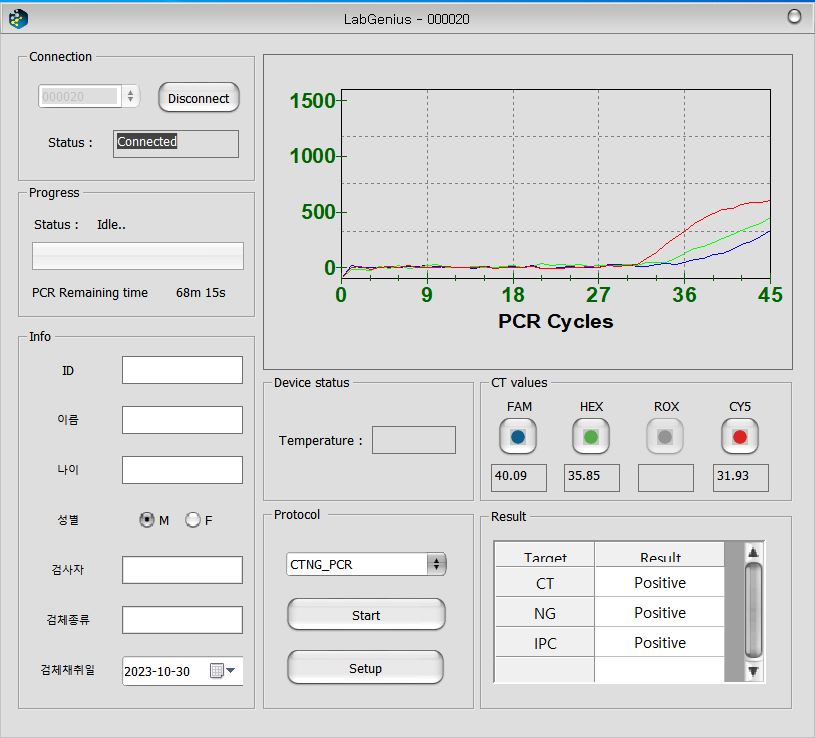 LabGenius - 000020
Connection
000020
Disconnect
Status :
Connected
Progress
Status : Idle..
PCR Remaining time 68m 15s
Info
ID
이름
나이
성별
M
F
검사자
검체종류
검체채취일
2023-10-30
1500
1000
500
0
0 9 18 27 36 45
PCR Cycles
Device status
Temperature :
CT values
FAM HEX ROX CY5
40.09 35.85 31.93
Protocol
CTNG_PCR
Start
Setup
Result
Target Result
CT Positive
NG Positive
IPC Positive